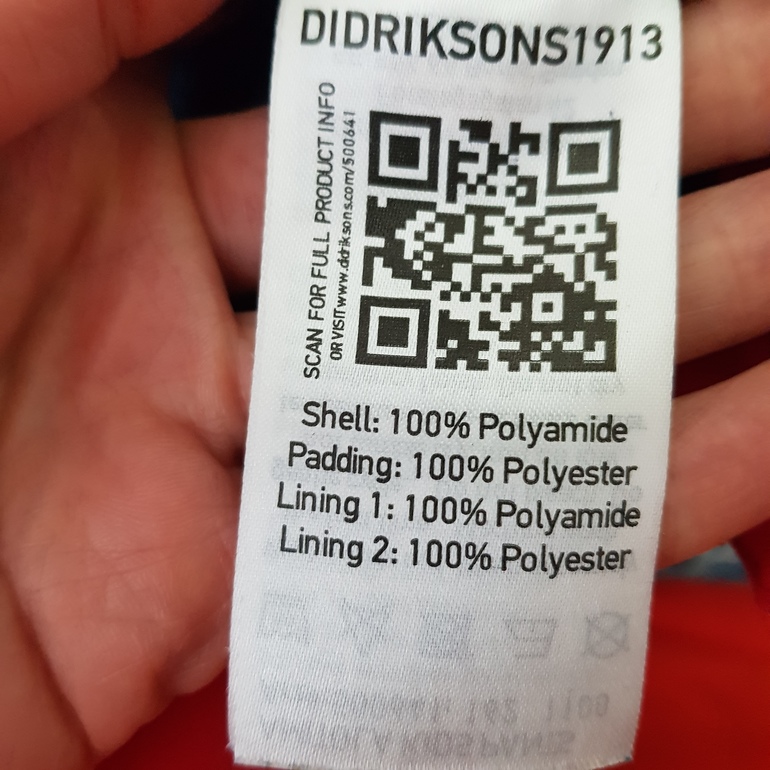 DIDRIKSONS1913
SCAN FOR FULL PRODUCT INFO
OR VISIT www.didriksons.com/500641
Shell: 100% Polyamide
Padding: 100% Polyester
Lining 1: 100% Polyamide
Lining 2: 100% Polyester